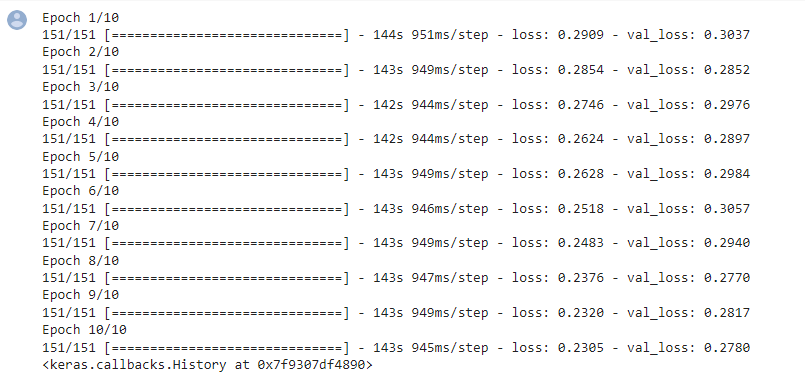 Epoch 1/10
151/151 [==============================] - 144s 951ms/step - loss: 0.2909 - val_loss: 0.3037
Epoch 2/10
151/151 [==============================] - 143s 949ms/step - loss: 0.2854 - val_loss: 0.2852
Epoch 3/10
151/151 [==============================] - 142s 944ms/step - loss: 0.2746 - val_loss: 0.2976
Epoch 4/10
151/151 [==============================] - 142s 944ms/step - loss: 0.2624 - val_loss: 0.2897
Epoch 5/10
151/151 [==============================] - 143s 949ms/step - loss: 0.2628 - val_loss: 0.2984
Epoch 6/10
151/151 [==============================] - 143s 946ms/step - loss: 0.2518 - val_loss: 0.3057
Epoch 7/10
151/151 [==============================] - 143s 949ms/step - loss: 0.2483 - val_loss: 0.2940
Epoch 8/10
151/151 [==============================] - 143s 947ms/step - loss: 0.2376 - val_loss: 0.2770
Epoch 9/10
151/151 [==============================] - 143s 949ms/step - loss: 0.2320 - val_loss: 0.2817
Epoch 10/10
151/151 [==============================] - 143s 945ms/step - loss: 0.2305 - val_loss: 0.2780
<keras.callbacks.History at 0x7f9307df4890>